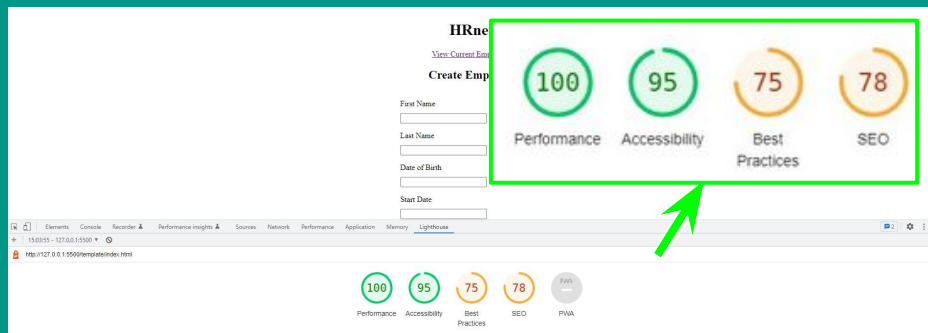 HRne
View Current Em
Create Emp
First Name
Last Name
Date of Birth
Start Date
100 95 75 78
Performance Accessibility Best Practices SEO
Elements Console Recorder Performance insights Sources Network Performance Application Memory Lighthouse 2
15:03:55 - 127.0.0.1:5500
http://127.0.0.1:5500/template/index.html
100 95 75 78 PWA
Performance Accessibility Best Practices SEO PWA